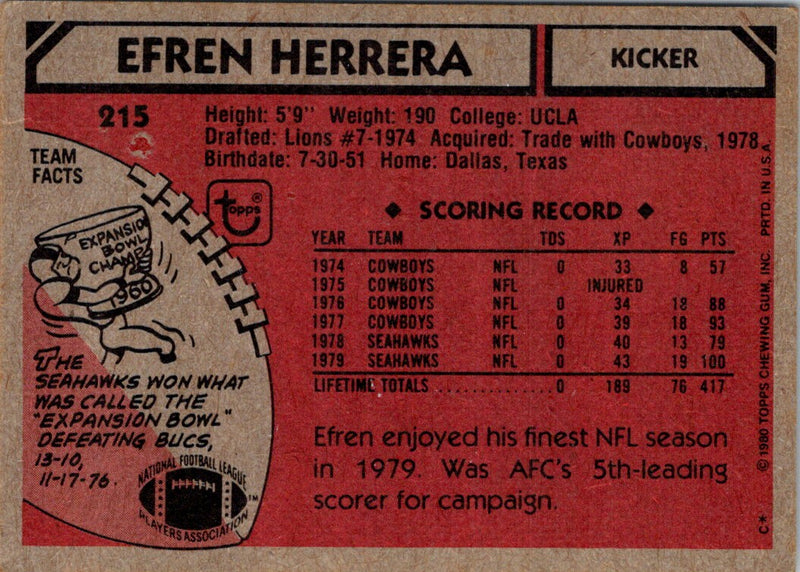 EFREN HERRERA
KICKER
215
Height: 5'9" Weight: 190 College: UCLA
Drafted: Lions #7-1974 Acquired: Trade with Cowboys, 1978
Birthdate: 7-30-51 Home: Dallas, Texas
TEAM
FACTS
EXPANSION
BOWL
CHAMP
1960
topps®
◆ SCORING RECORD ◆
YEAR TEAM TDS XP FG PTS
1974 COWBOYS NFL 0 33 8 57
1975 COWBOYS NFL INJURED
1976 COWBOYS NFL 0 34 18 88
1977 COWBOYS NFL 0 39 18 93
1978 SEAHAWKS NFL 0 40 13 79
1979 SEAHAWKS NFL 0 43 19 100
LIFETIME TOTALS .............. 0 189 76 417
THE
SEAHAWKS WON WHAT
WAS CALLED THE
"EXPANSION BOWL"
DEFEATING BUCS,
13-10,
11-17-76.
NATIONAL FOOTBALL LEAGUE
PLAYERS ASSOCIATION
TM
Efren enjoyed his finest NFL season
in 1979. Was AFC's 5th-leading
scorer for campaign.
© 1980 TOPPS CHEWING GUM, INC. PRTD. IN U.S.A.
C*